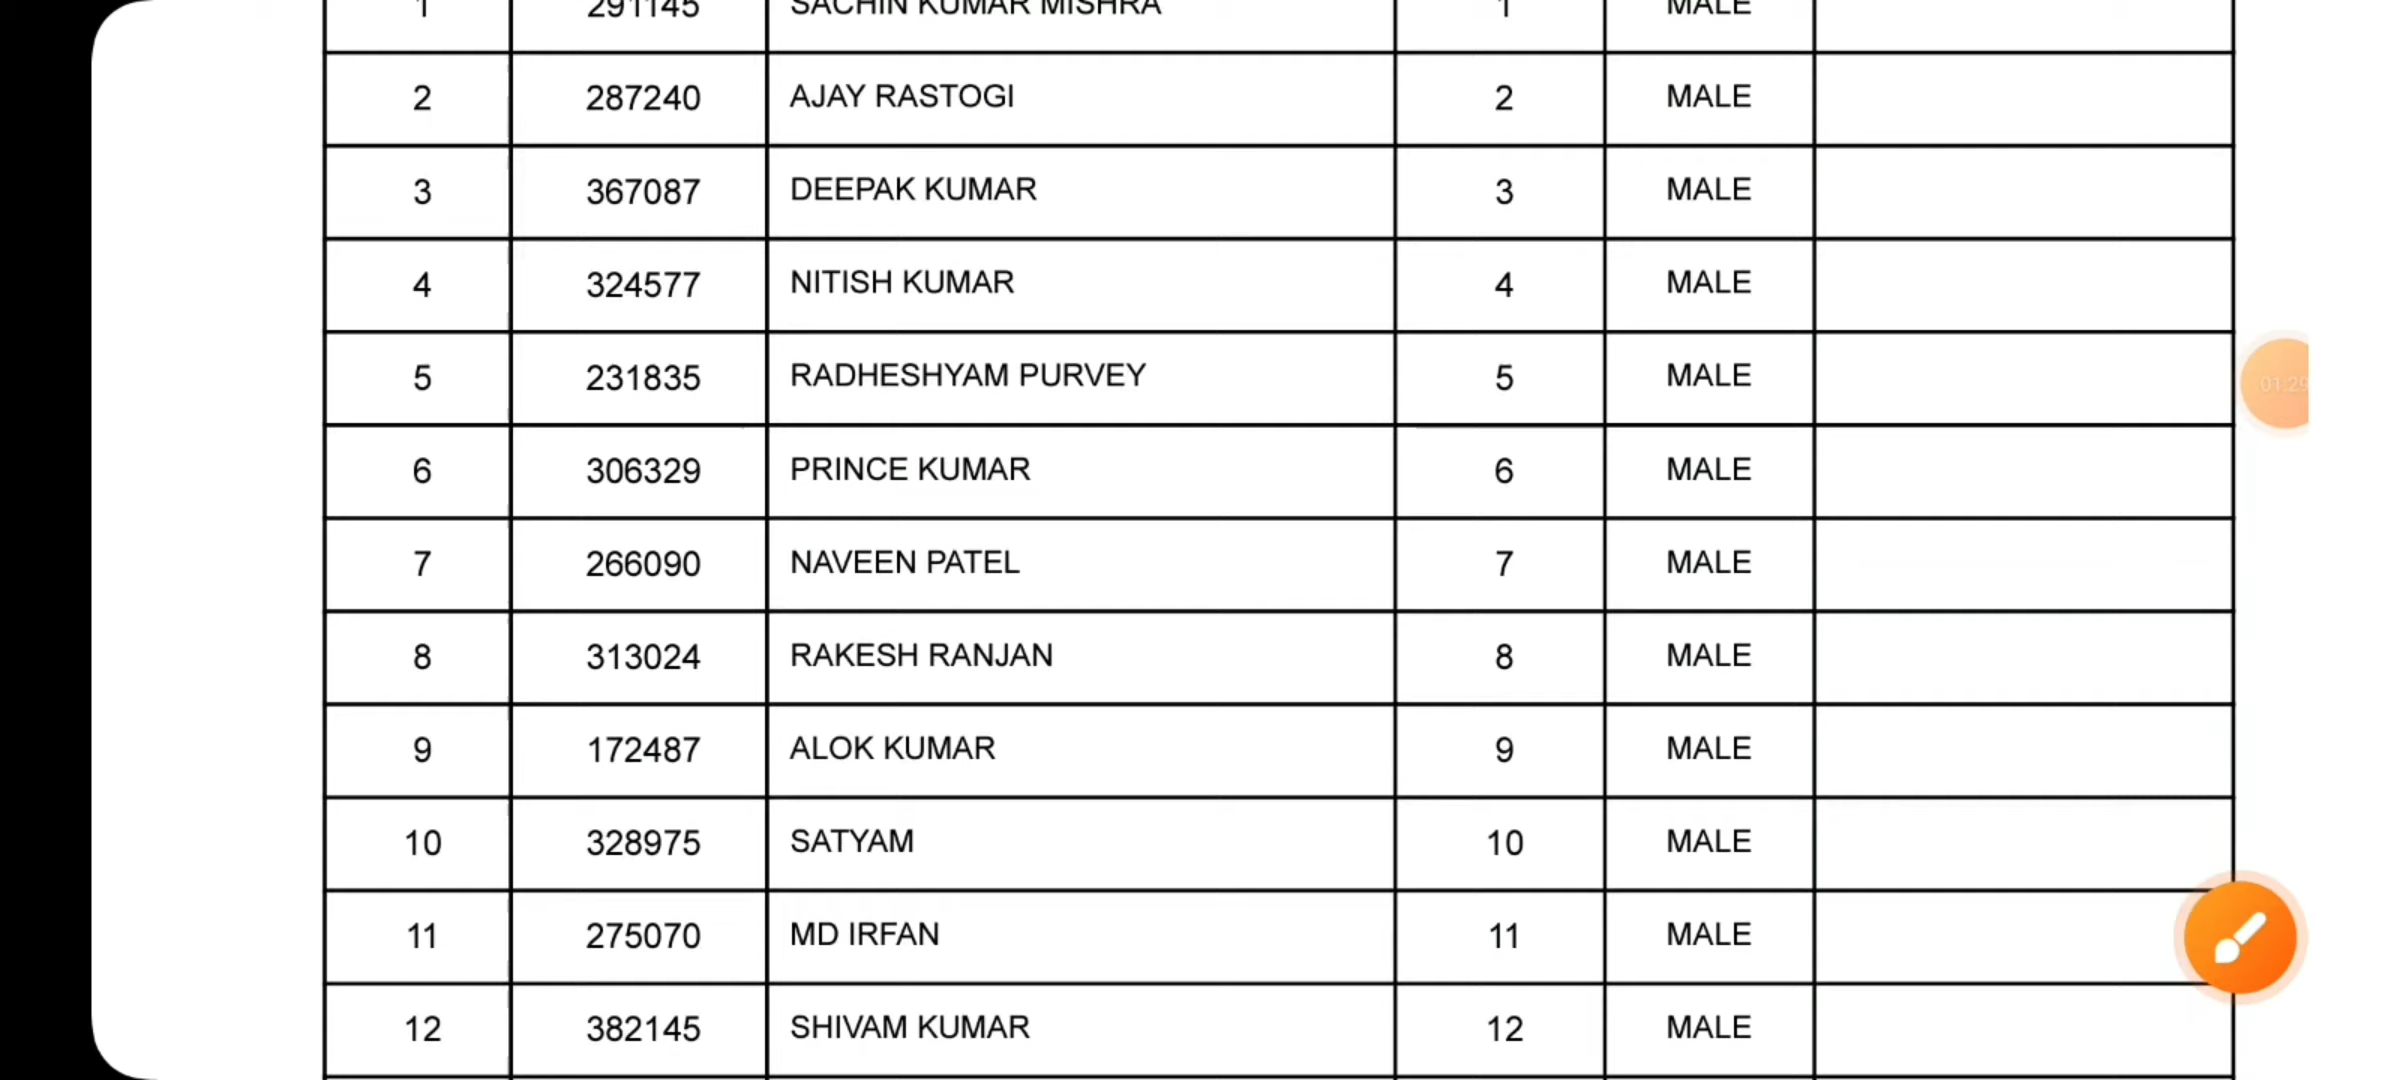 1 291145 SACHIN KUMAR MISHRA 1 MALE
2 287240 AJAY RASTOGI 2 MALE
3 367087 DEEPAK KUMAR 3 MALE
4 324577 NITISH KUMAR 4 MALE
5 231835 RADHESHYAM PURVEY 5 MALE
01:29
6 306329 PRINCE KUMAR 6 MALE
7 266090 NAVEEN PATEL 7 MALE
8 313024 RAKESH RANJAN 8 MALE
9 172487 ALOK KUMAR 9 MALE
10 328975 SATYAM 10 MALE
11 275070 MD IRFAN 11 MALE
12 382145 SHIVAM KUMAR 12 MALE